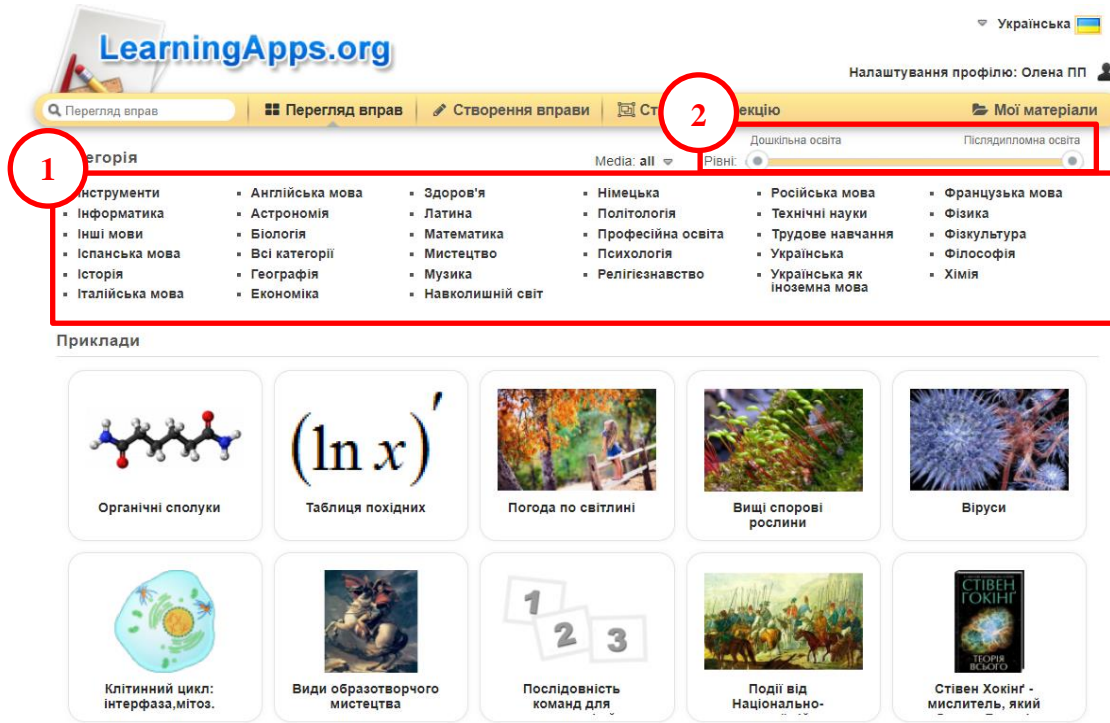 Українська
LearningApps.org
Налаштування профілю: Олена ПП
Перегляд вправ Перегляд вправ Створення вправи Ст екцію Мої матеріали
2
Дошкільна освіта Післядипломна освіта
1 егорія Media: all Рівні:
Інструменти Англійська мова Здоров'я Німецька Російська мова Французька мова
Інформатика Астрономія Латина Політологія Технічні науки Фізика
Інші мови Біологія Математика Професійна освіта Трудове навчання Фізкультура
Іспанська мова Всі категорії Мистецтво Психологія Українська Філософія
Історія Географія Музика Релігієзнавство Українська як Хімія
іноземна мова
Італійська мова Економіка Навколишній світ
Приклади
(ln x)′
СТІВЕН
ГОКІНГ
ТЕОРІЯ
ВСЬОГО
1
2
3
Органічні сполуки Таблиця похідних Погода по світлині Вищі спорові Віруси
рослини
Клітинний цикл: Види образотворчого Послідовність Події від Стівен Хокінґ -
інтерфаза,мітоз. мистецтва команд для Національно- мислитель, який